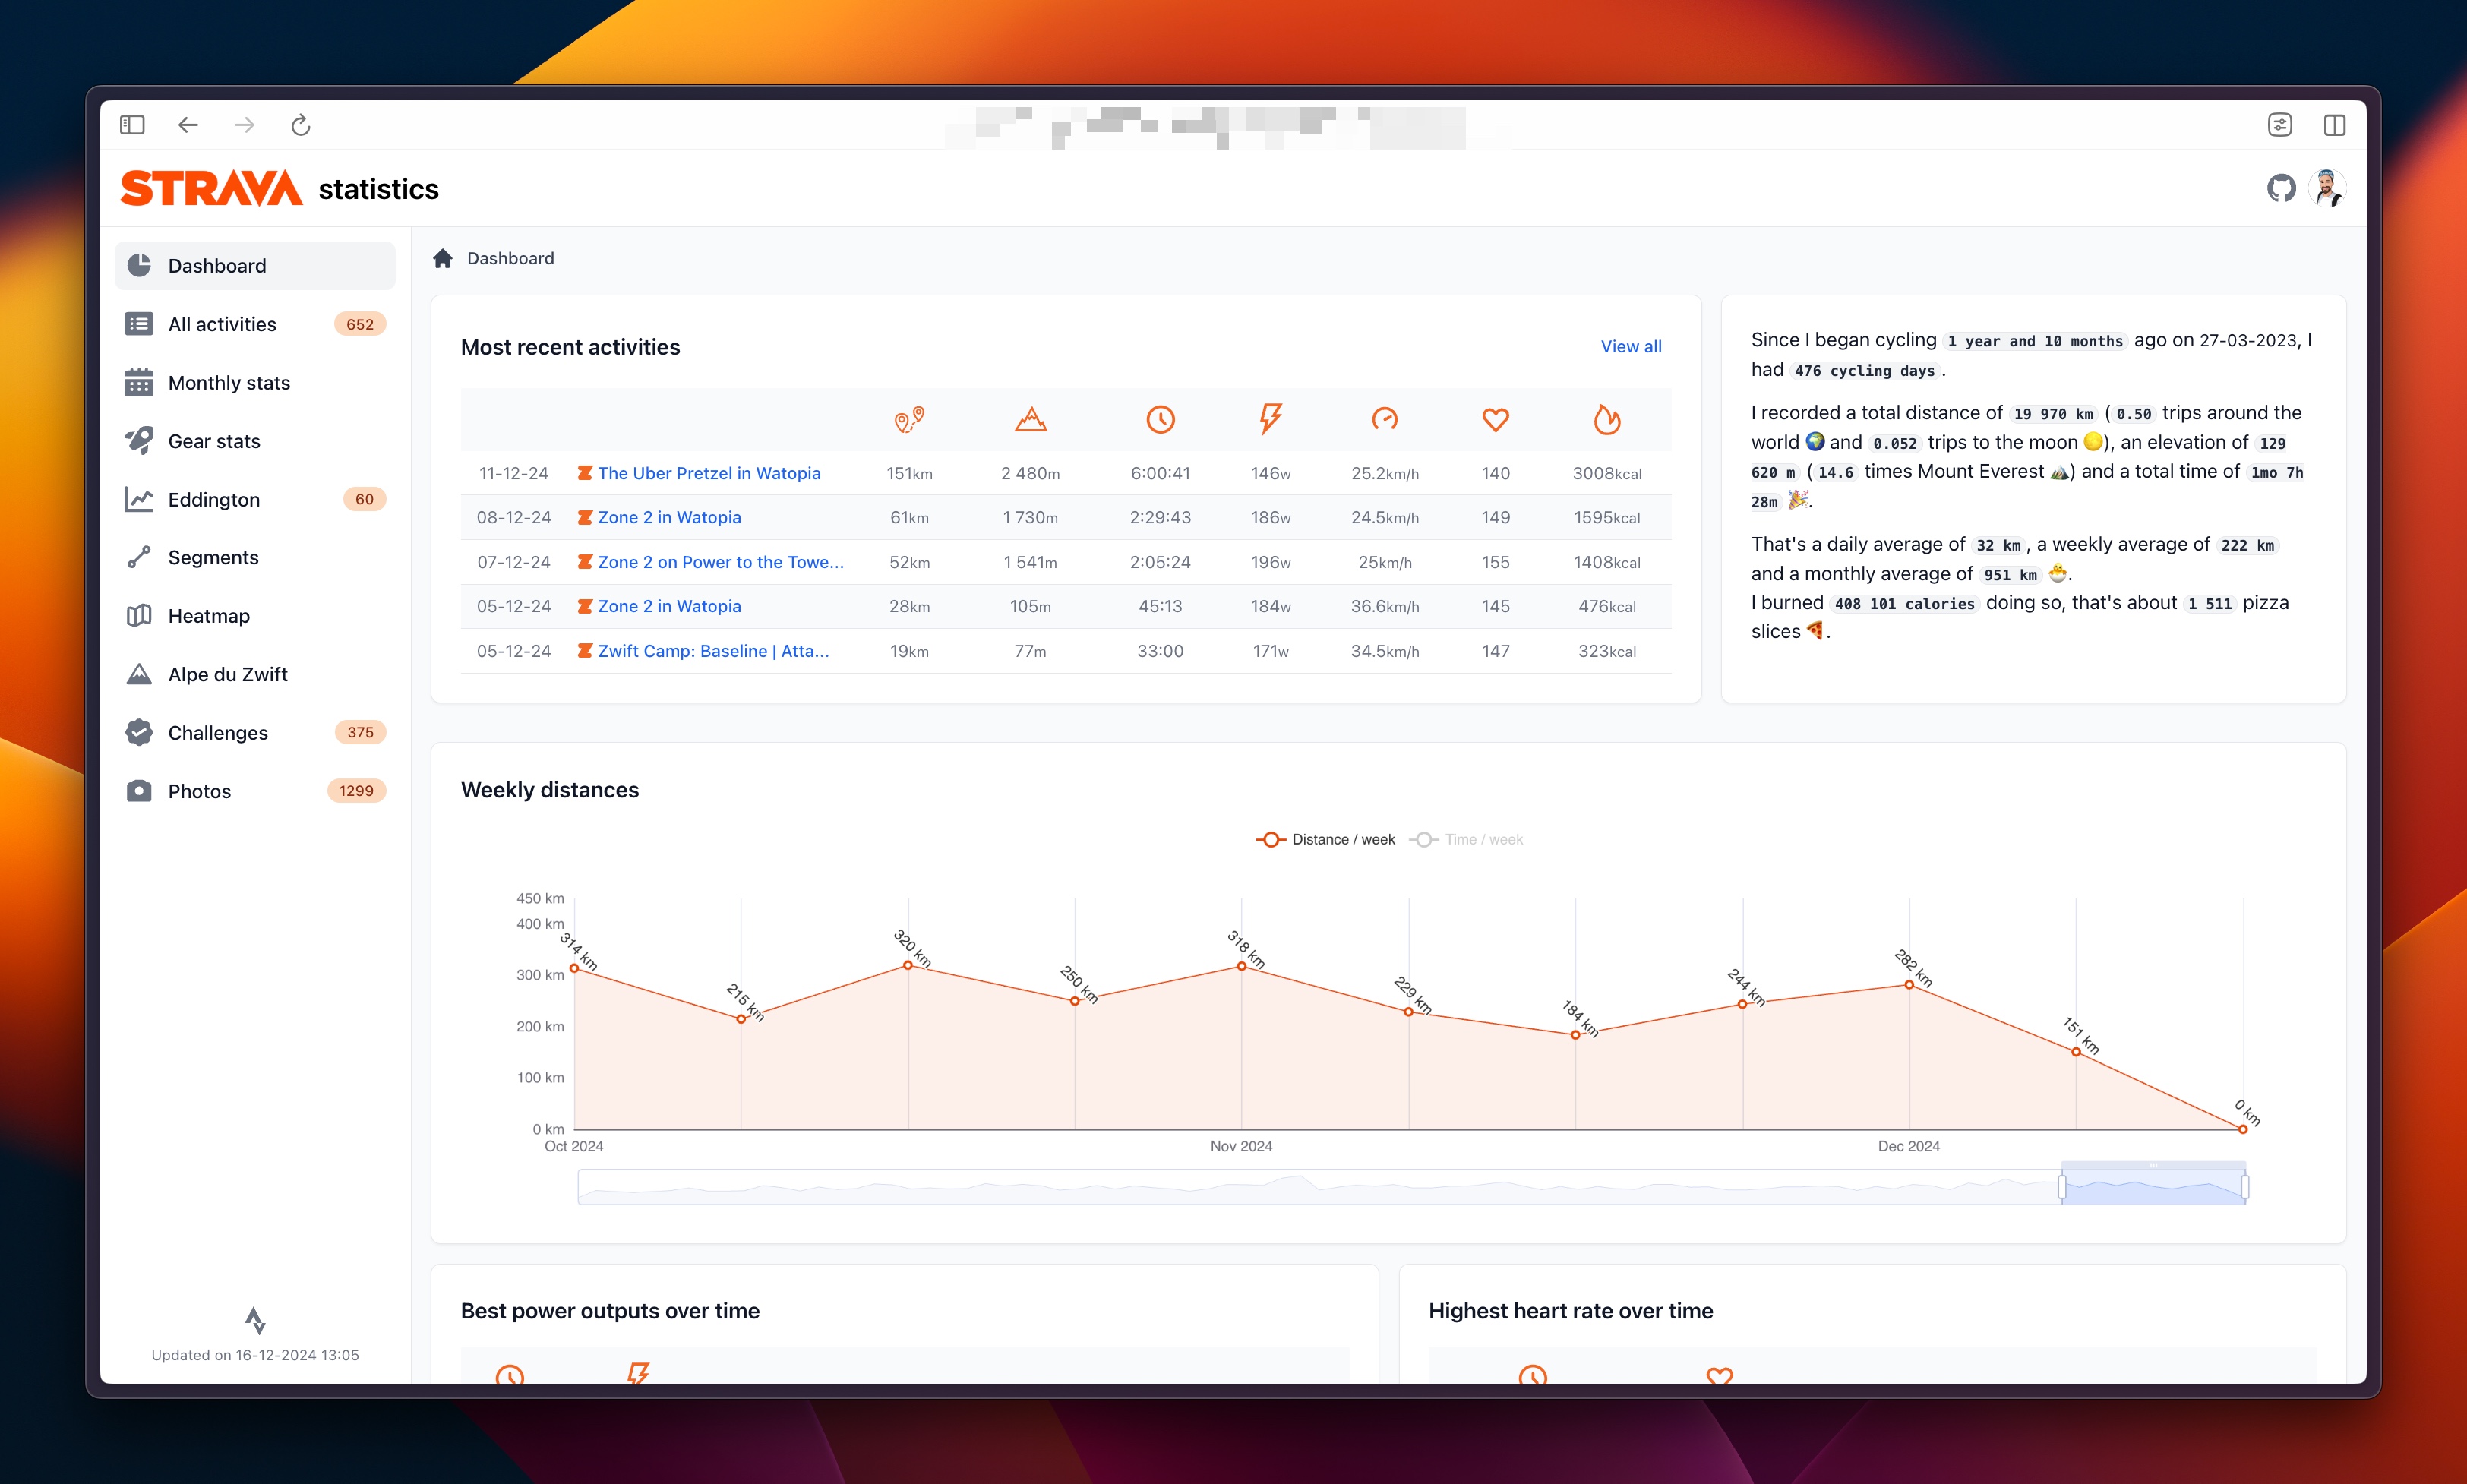 STRAVA statistics
Dashboard
All activities 652
Monthly stats
Gear stats
Eddington 60
Segments
Heatmap
Alpe du Zwift
Challenges 375
Photos 1299
Updated on 16-12-2024 13:05
Dashboard
Most recent activities View all
11-12-24 The Uber Pretzel in Watopia 151km 2 480m 6:00:41 146w 25.2km/h 140 3008kcal
08-12-24 Zone 2 in Watopia 61km 1 730m 2:29:43 186w 24.5km/h 149 1595kcal
07-12-24 Zone 2 on Power to the Towe... 52km 1 541m 2:05:24 196w 25km/h 155 1408kcal
05-12-24 Zone 2 in Watopia 28km 105m 45:13 184w 36.6km/h 145 476kcal
05-12-24 Zwift Camp: Baseline | Atta... 19km 77m 33:00 171w 34.5km/h 147 323kcal
Since I began cycling 1 year and 10 months ago on 27-03-2023, I
had 476 cycling days.
I recorded a total distance of 19 970 km ( 0.50 trips around the
world 🌍 and 0.052 trips to the moon 🌕), an elevation of 129
620 m ( 14.6 times Mount Everest 🏔️) and a total time of 1mo 7h
28m 🎉.
That's a daily average of 32 km, a weekly average of 222 km
and a monthly average of 951 km 🐣.
I burned 408 101 calories doing so, that's about 1 511 pizza
slices 🍕.
Weekly distances
Distance / week Time / week
450 km
400 km
300 km
200 km
100 km
0 km
314 km
215 km
320 km
250 km
318 km
229 km
184 km
244 km
282 km
151 km
0 km
Oct 2024 Nov 2024 Dec 2024
Best power outputs over time
Highest heart rate over time